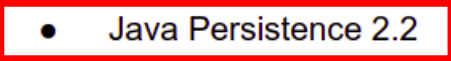 ● Java Persistence 2.2